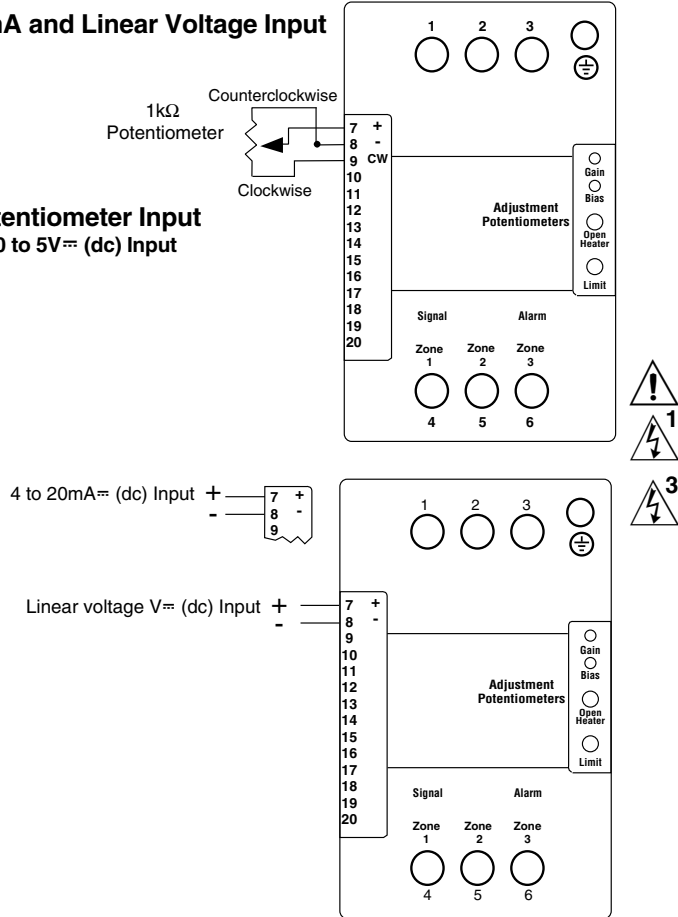 A and Linear Voltage Input
1 2 3
Counterclockwise
1kΩ
Potentiometer
Clockwise
7 +
8 -
9 CW
10
11
12
13
14
15
16
17
18
19
20
Gain
Bias
Open
Heater
Limit
Adjustment
Potentiometers
tentiometer Input
0 to 5V⎓ (dc) Input
Signal Alarm
Zone Zone Zone
1 2 3
4 5 6
1
3
4 to 20mA⎓ (dc) Input + -
7 +
8 -
9
1 2 3
Linear voltage V⎓ (dc) Input + -
7 +
8 -
9
10
11
12
13
14
15
16
17
18
19
20
Gain
Bias
Open
Heater
Limit
Adjustment
Potentiometers
Signal Alarm
Zone Zone Zone
1 2 3
4 5 6